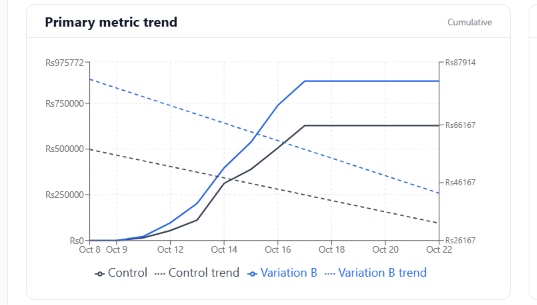 Primary metric trend
Cumulative
Rs975772
Rs750000
Rs500000
Rs250000
Rs0
Rs87914
Rs66167
Rs46167
Rs26167
Oct 8 Oct 9 Oct 12 Oct 14 Oct 16 Oct 18 Oct 20 Oct 22
Control Control trend Variation B Variation B trend